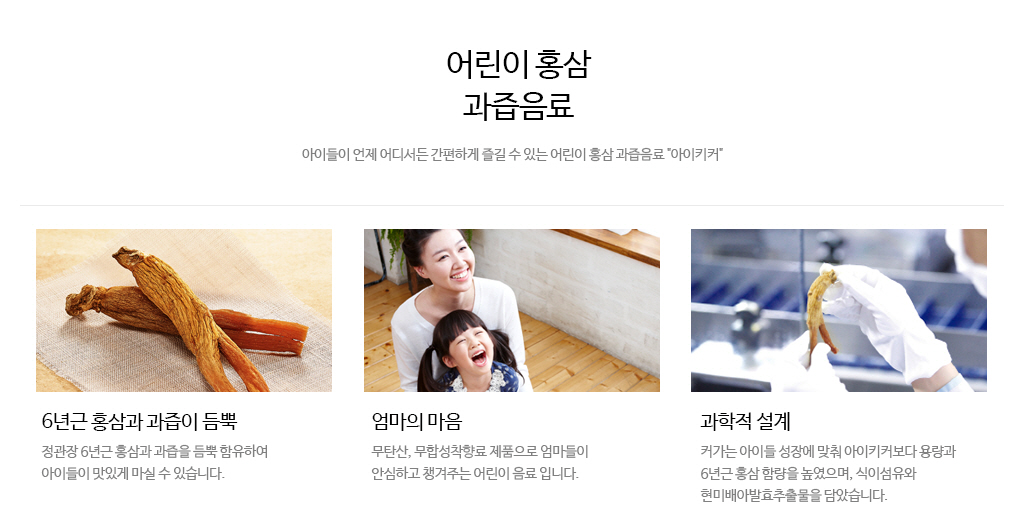 어린이 홍삼
과즙음료
아이들이 언제 어디서든 간편하게 즐길 수 있는 어린이 홍삼 과즙음료 "아이키커"
6년근 홍삼과 과즙이 듬뿍
정관장 6년근 홍삼과 과즙을 듬뿍 함유하여
아이들이 맛있게 마실 수 있습니다.
엄마의 마음
무탄산, 무합성착향료 제품으로 엄마들이
안심하고 챙겨주는 어린이 음료 입니다.
과학적 설계
커가는 아이들 성장에 맞춰 아이키커보다 용량과
6년근 홍삼 함량을 높였으며, 식이섬유와
현미배아발효추출물을 담았습니다.